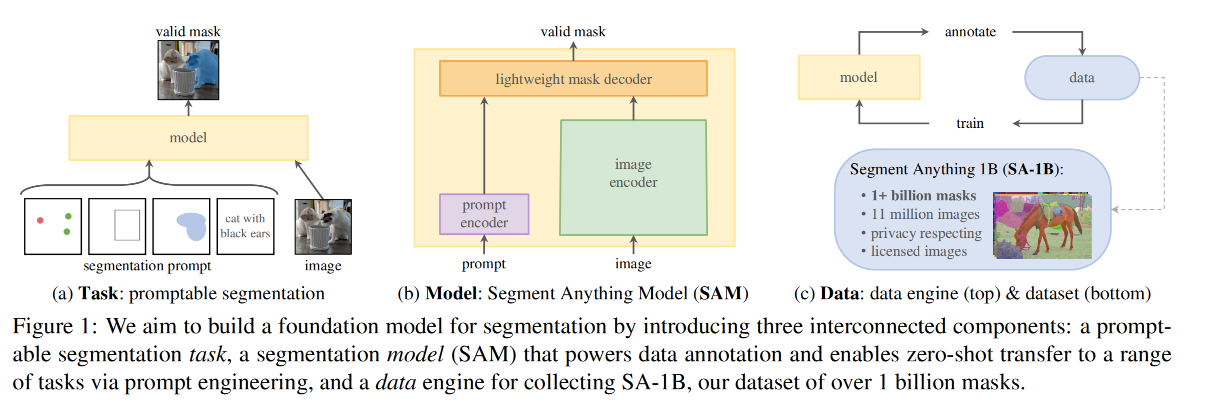 valid mask
model
cat with
black ears
segmentation prompt
image
(a) Task: promptable segmentation
valid mask
lightweight mask decoder
image
encoder
prompt
encoder
prompt
image
(b) Model: Segment Anything Model (SAM)
annotate
model
data
train
Segment Anything 1B (SA-1B):
• 1+ billion masks
• 11 million images
• privacy respecting
• licensed images
(c) Data: data engine (top) & dataset (bottom)
Figure 1: We aim to build a foundation model for segmentation by introducing three interconnected components: a prompt-
able segmentation task, a segmentation model (SAM) that powers data annotation and enables zero-shot transfer to a range
of tasks via prompt engineering, and a data engine for collecting SA-1B, our dataset of over 1 billion masks.